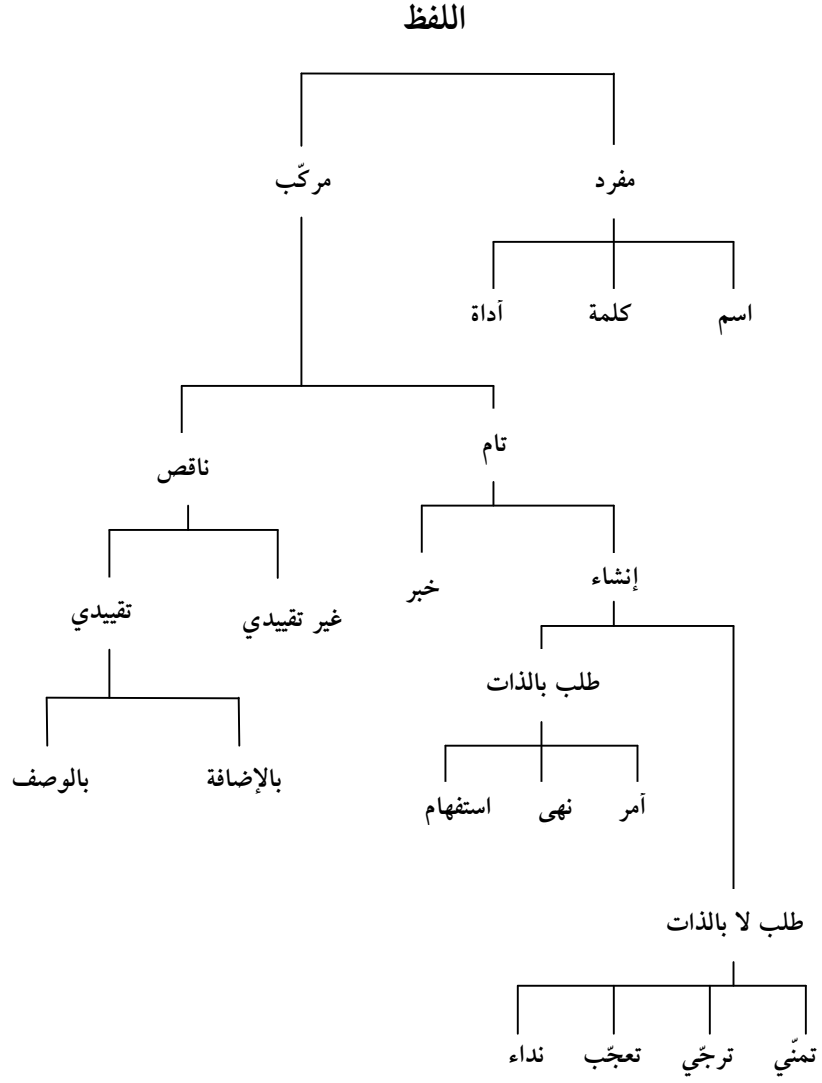 اللفظ
مفرد مركّب
اسم كلمة أداة
تام ناقص
إنشاء خبر
غير تقييدي تقييدي
طلب بالذات
بالإضافة بالوصف
أمر نهى استفهام
طلب لا بالذات
تمنّي ترجّي تعجّب نداء